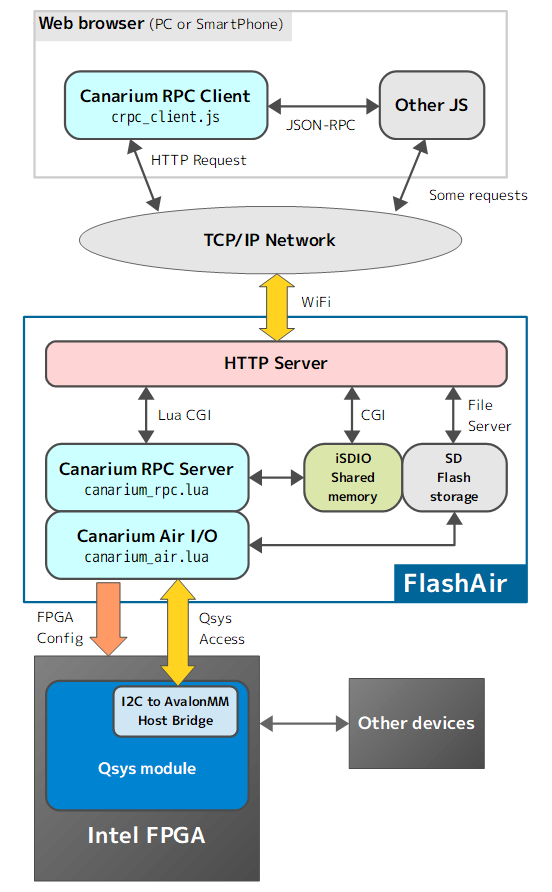 Web browser (PC or SmartPhone)
Canarium RPC Client
crpc_client.js
Other JS
JSON-RPC
HTTP Request
Some requests
TCP/IP Network
WiFi
HTTP Server
Lua CGI
CGI
File
Server
Canarium RPC Server
canarium_rpc.lua
iSDIO
Shared
memory
SD
Flash
storage
Canarium Air I/O
canarium_air.lua
FlashAir
FPGA
Config
Qsys
Access
I2C to AvalonMM
Host Bridge
Qsys module
Other devices
Intel FPGA